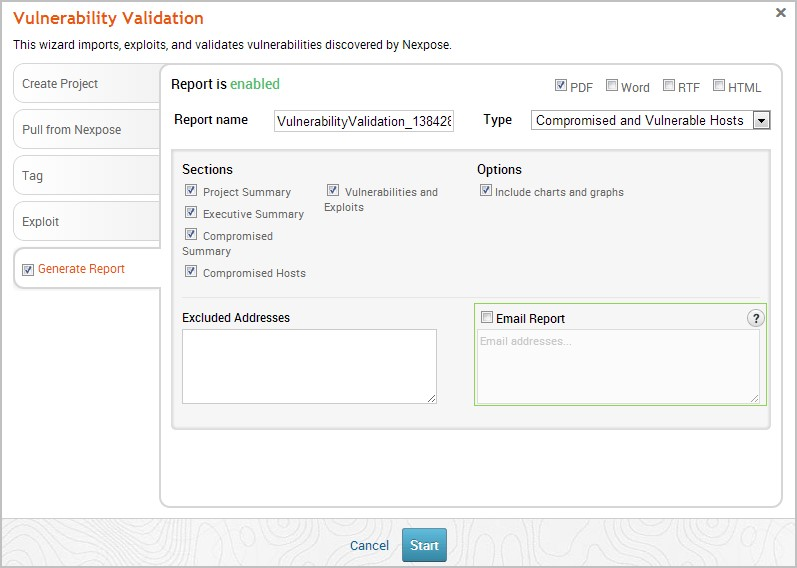 Vulnerability Validation
This wizard imports, exploits, and validates vulnerabilities discovered by Nexpose.
Create Project
Pull from Nexpose
Tag
Exploit
Generate Report
Report is enabled
PDF Word RTF HTML
Report name VulnerabilityValidation_13842 Type Compromised and Vulnerable Hosts
Sections
Project Summary
Executive Summary
Compromised
Summary
Compromised Hosts
Vulnerabilities and
Exploits
Options
Include charts and graphs
Excluded Addresses
Email Report ?
Email addresses...
Cancel Start